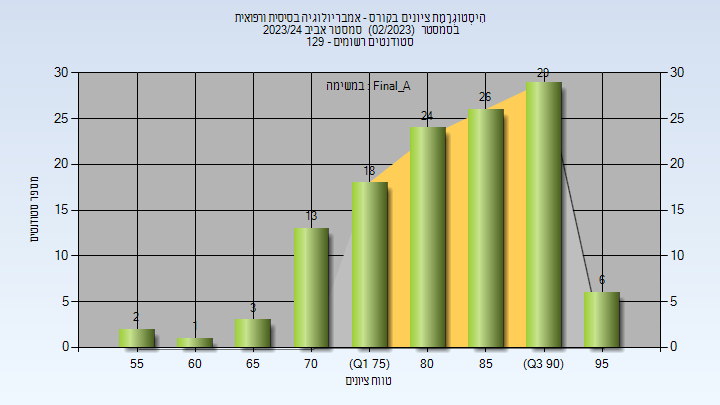 היסטוגרמת ציונים בקורס - אמבריולוגיה בסיסית ורפואית
בסמסטר (02/2023) סמסטר אביב 2023/24
סטודנטים רשומים - 129
במשימה : Final_A
30 30
25 25
20 20
15 15
10 10
5 5
0 0
2 1 3 13 18 24 26 29 6
מספר סטודנטים
55 60 65 70 (Q1 75) 80 85 (Q3 90) 95
טווח ציונים